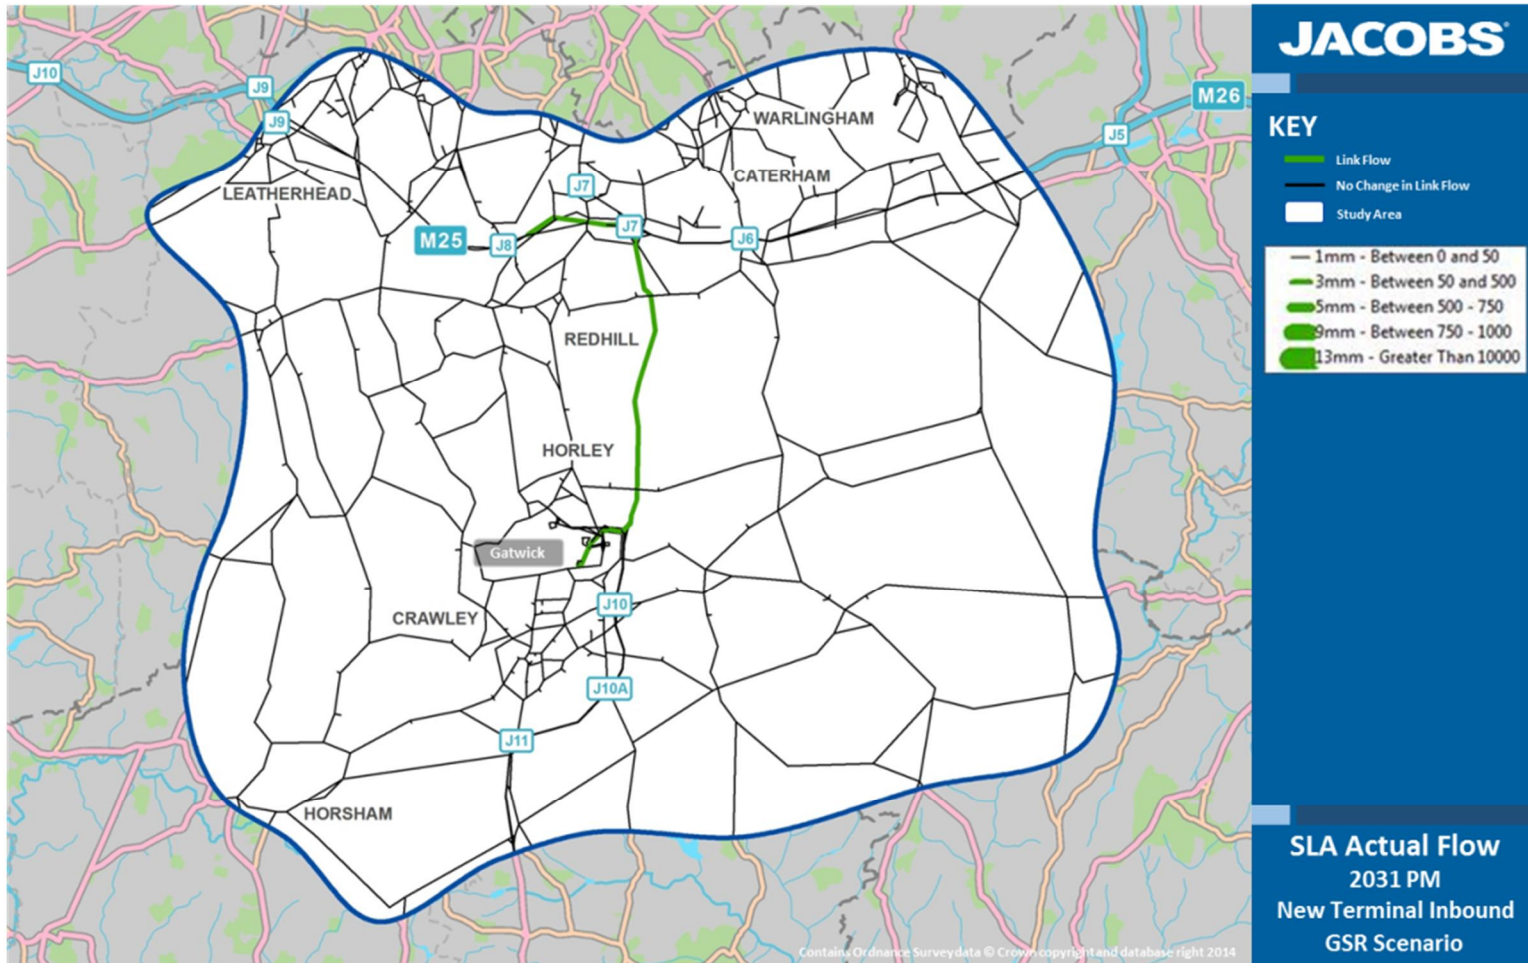 JACOBS
KEY
Link Flow
No Change in Link Flow
Study Area
1mm - Between 0 and 50
3mm - Between 50 and 500
5mm - Between 500 - 750
9mm - Between 750 - 1000
13mm - Greater Than 10000
SLA Actual Flow
2031 PM
New Terminal Inbound
GSR Scenario
J10
J9
J9
M26
J5
WARLINGHAM
CATERHAM
LEATHERHEAD
J7
M25
J8
J7
J6
REDHILL
HORLEY
Gatwick
J10
CRAWLEY
J10A
J11
HORSHAM
Contains Ordnance Survey data © Crown copyright and database right 2014